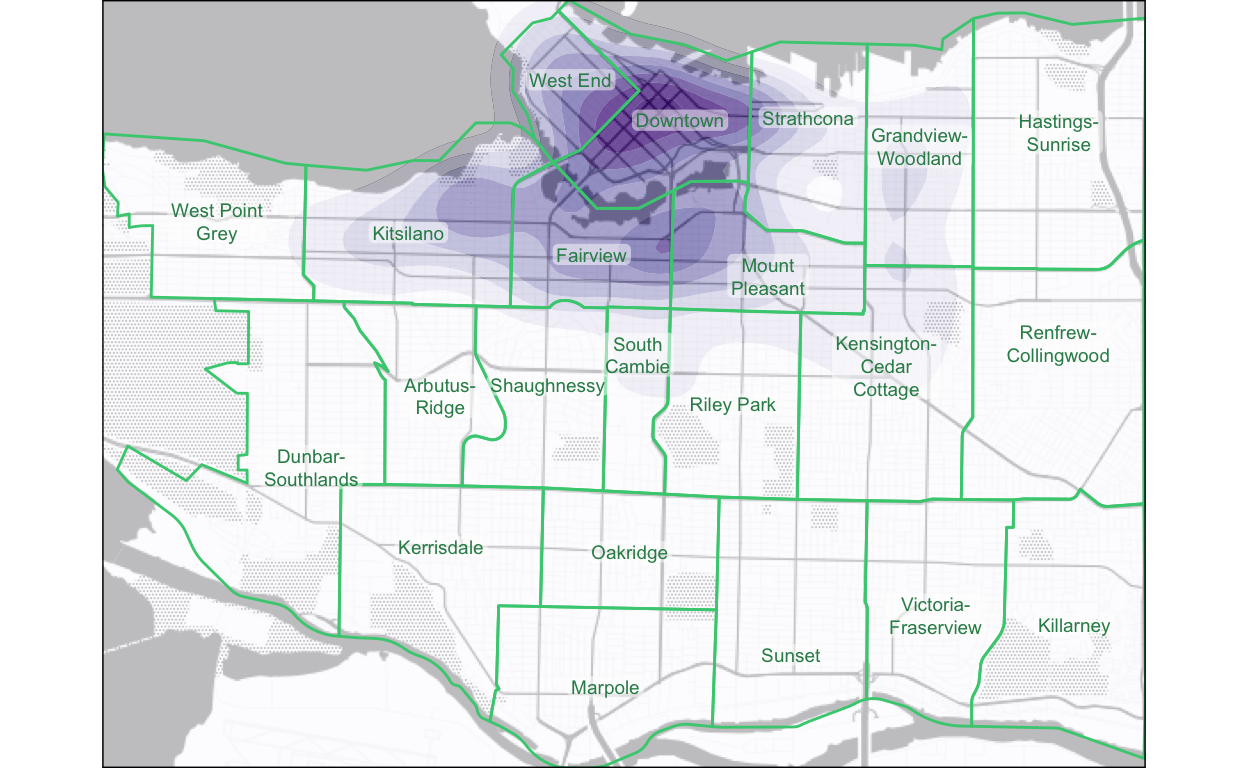 West End
Downtown
Strathcona
Grandview-
Woodland
Hastings-
Sunrise
West Point
Grey
Kitsilano
Fairview
Mount
Pleasant
Arbutus-
Ridge
Shaughnessy
South
Cambie
Riley Park
Kensington-
Cedar
Cottage
Renfrew-
Collingwood
Dunbar-
Southlands
Kerrisdale
Oakridge
Victoria-
Fraserview
Killarney
Sunset
Marpole